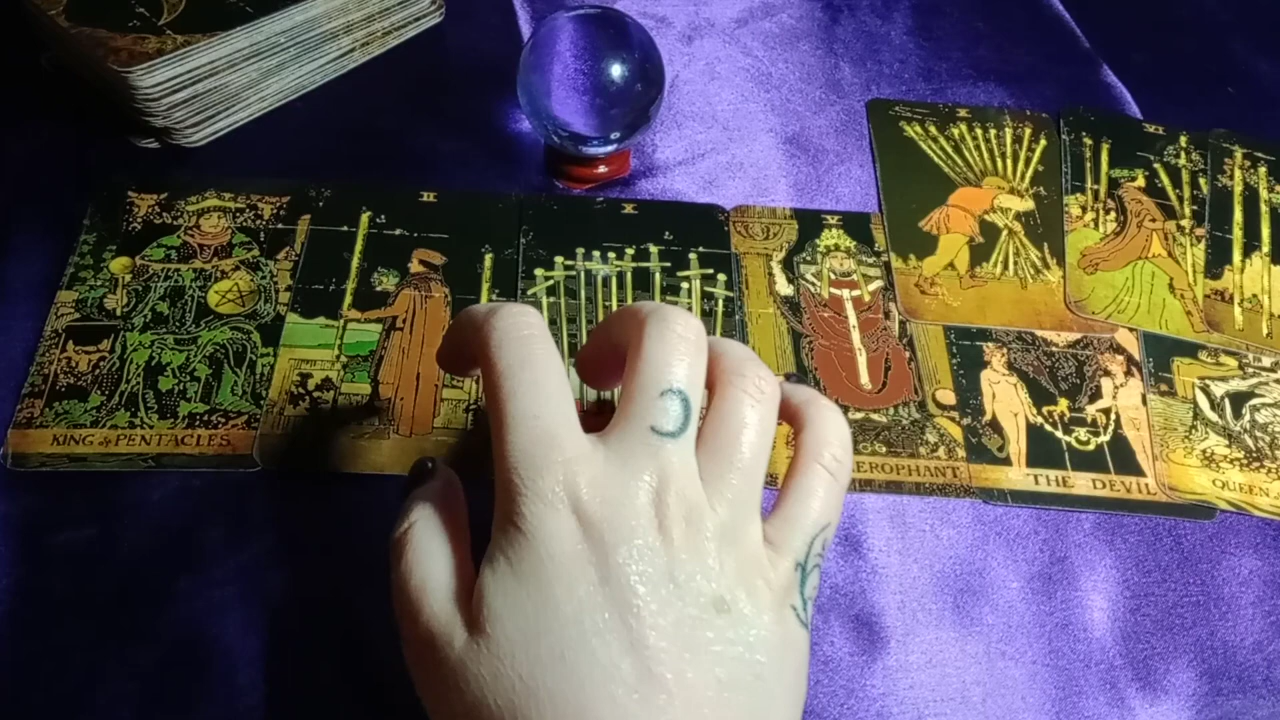 II
X
V
X
VI
KING of PENTACLES
EROPHANT
THE DEVIL
QUEEN